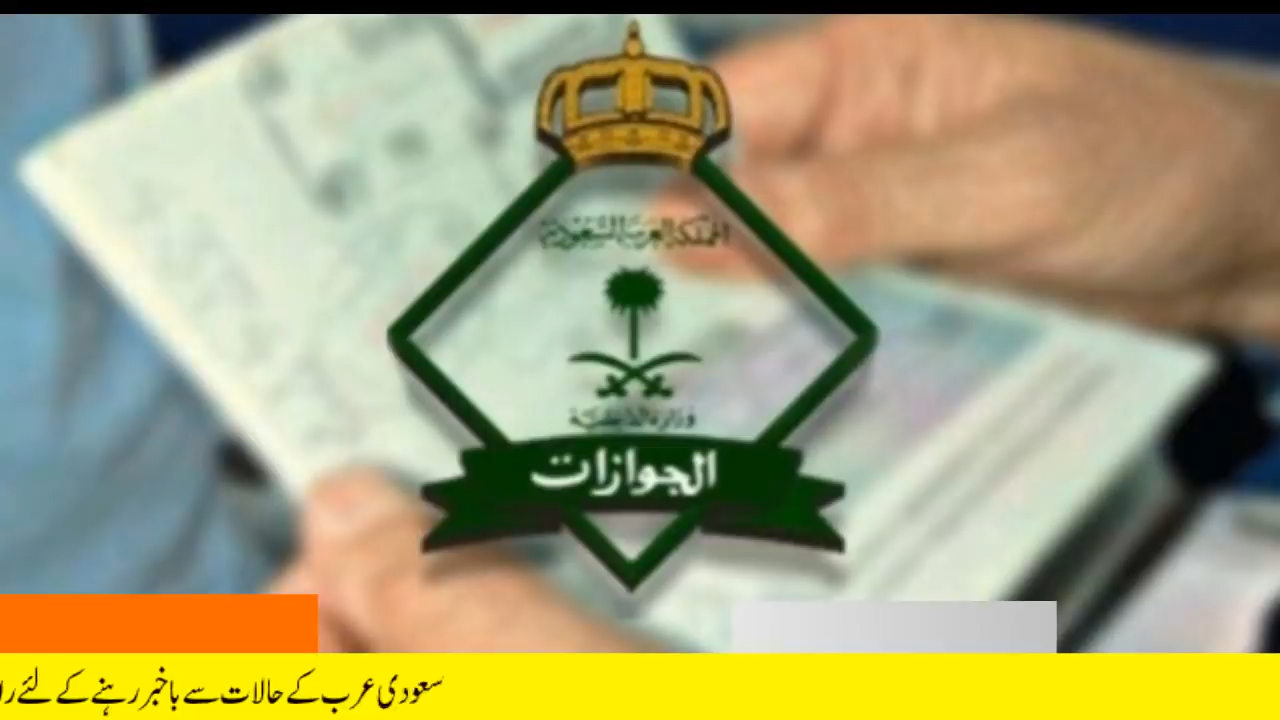 المملكة العربية السعودية
وزارة الداخلية
الجوازات
سعودی عرب کے حالات سے باخبر رہنے کے لئے